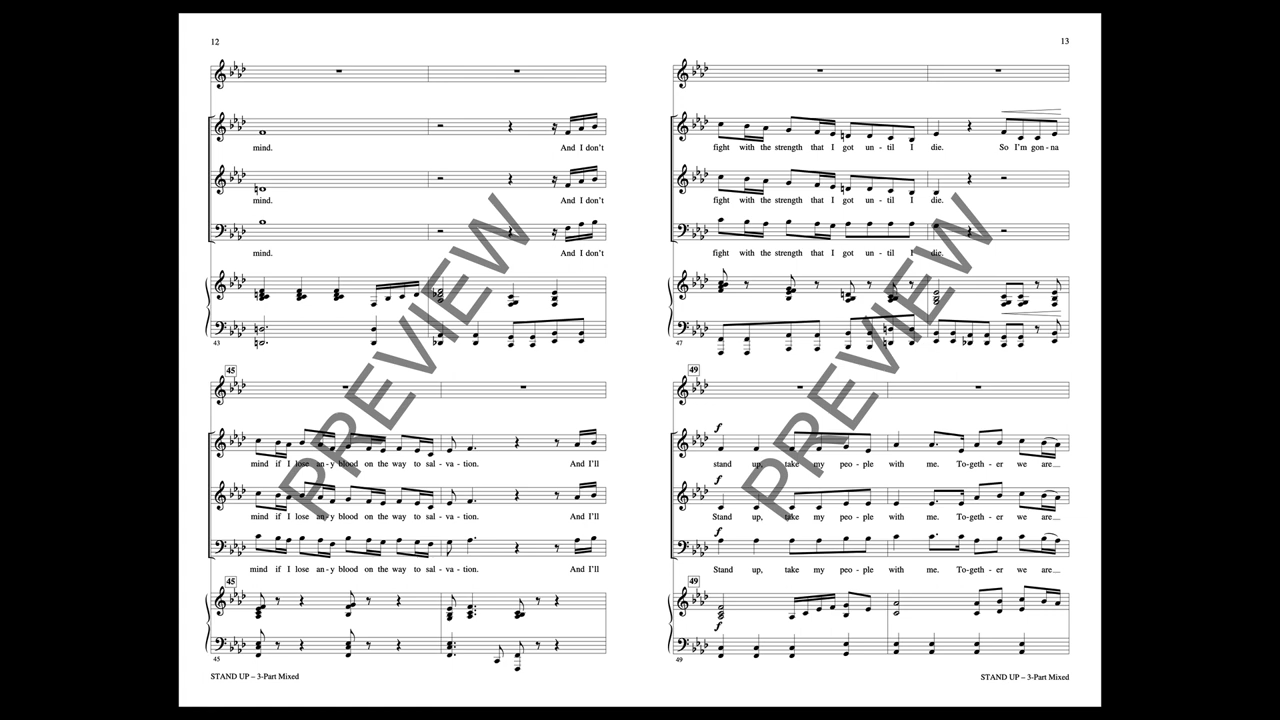 12
mind. And I don't
mind. And I don't
mind. And I don't
43
PREVIEW
45
mind if I lose an - y blood on the way to sal - va - tion. And I'll
mind if I lose an - y blood on the way to sal - va - tion. And I'll
mind if I lose an - y blood on the way to sal - va - tion. And I'll
45
45
STAND UP – 3-Part Mixed
13
fight with the strength that I got un - til I die. So I'm gon - na
fight with the strength that I got un - til I die.
fight with the strength that I got un - til I die.
47
PREVIEW
49
f
stand up, take my peo - ple with me. To-geth - er we are
f
Stand up, take my peo - ple with me. To-geth - er we are
f
Stand up, take my peo - ple with me. To-geth - er we are
49
f
49
STAND UP – 3-Part Mixed